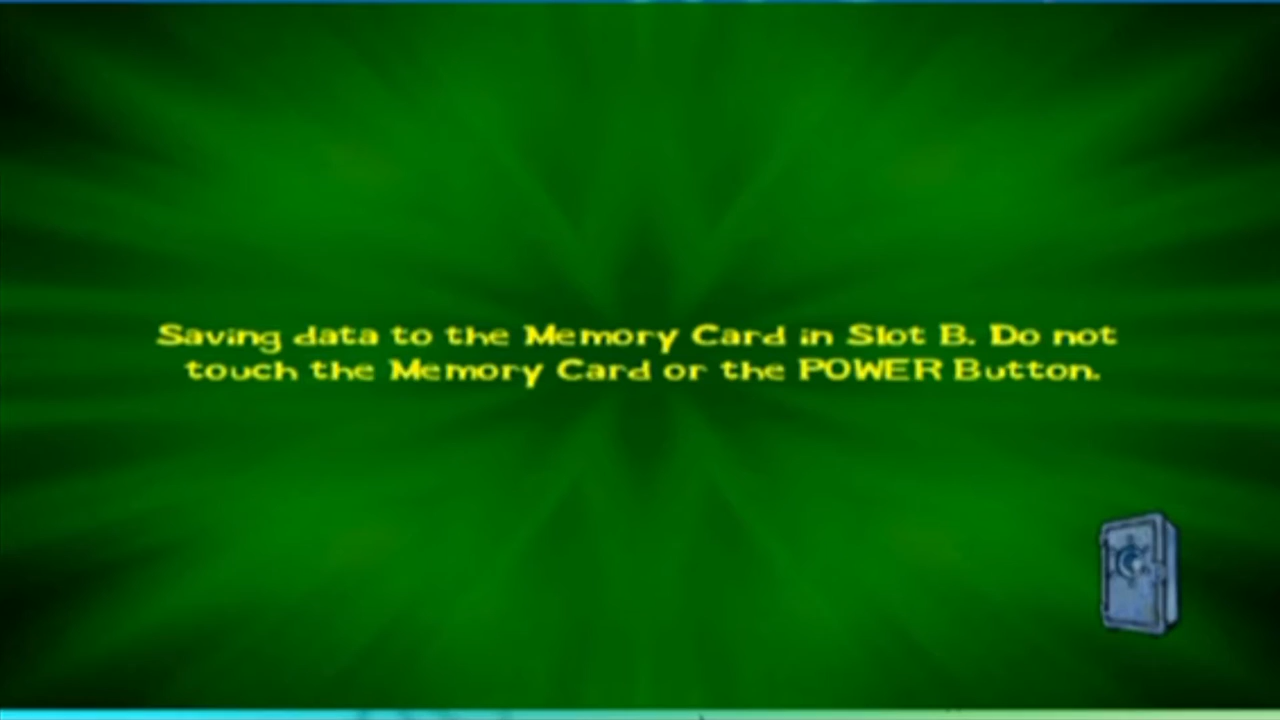 Saving data to the Memory Card in Slot B. Do not
touch the Memory Card or the POWER Button.